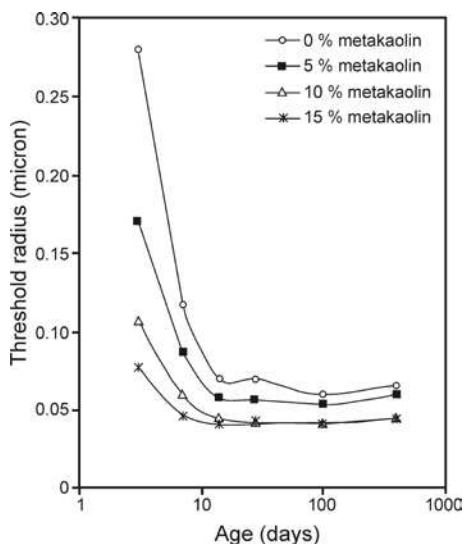 0.30
0.25
0.20
0.15
0.10
0.05
0
Threshold radius (micron)
0 % metakaolin
5 % metakaolin
10 % metakaolin
15 % metakaolin
1
10
100
1000
Age (days)